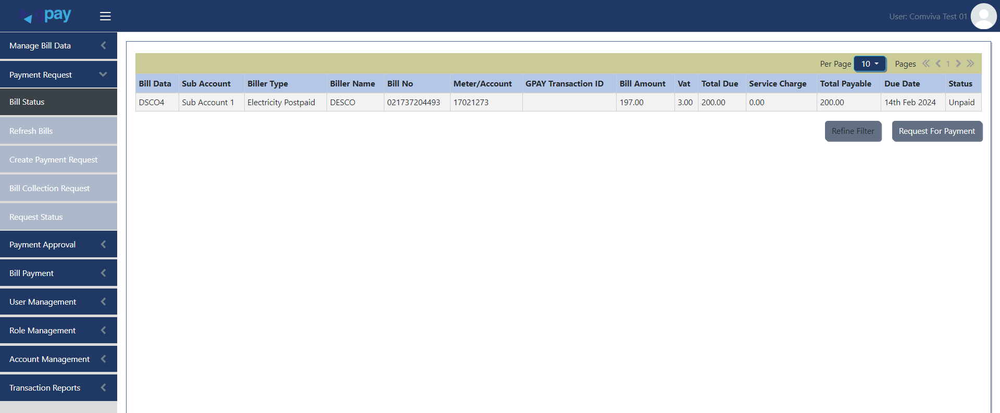 gpay
User: Comviva Test 01
Manage Bill Data
Payment Request
Bill Status
Refresh Bills
Create Payment Request
Bill Collection Request
Request Status
Payment Approval
Bill Payment
User Management
Role Management
Account Management
Transaction Reports
Per Page 10 Pages 1
Bill Data Sub Account Biller Type Biller Name Bill No Meter/Account GPAY Transaction ID Bill Amount Vat Total Due Service Charge Total Payable Due Date Status
DSCO4 Sub Account 1 Electricity Postpaid DESCO 021737204493 17021273 197.00 3.00 200.00 0.00 200.00 14th Feb 2024 Unpaid
Refine Filter Request For Payment